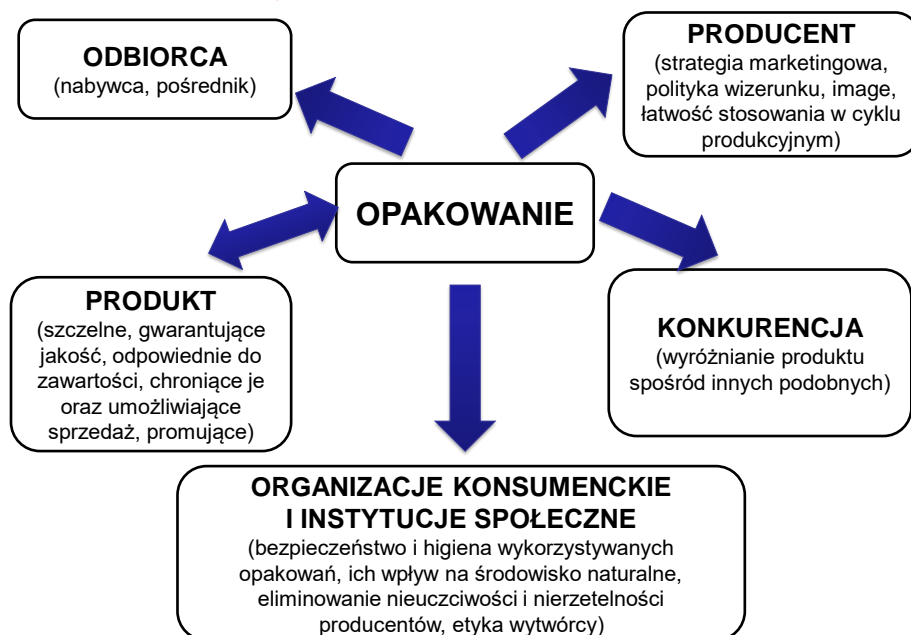 ODBIORCA
(nabywca, pośrednik)
PRODUCENT
(strategia marketingowa,
polityka wizerunku, image,
łatwość stosowania w cyklu
produkcyjnym)
OPAKOWANIE
PRODUKT
(szczelne, gwarantujące
jakość, odpowiednie do
zawartości, chroniące je
oraz umożliwiające
sprzedaż, promujące)
KONKURENCJA
(wyróżnianie produktu
spośród innych podobnych)
ORGANIZACJE KONSUMENCKIE
I INSTYTUCJE SPOŁECZNE
(bezpieczeństwo i higiena wykorzystywanych
opakowań, ich wpływ na środowisko naturalne,
eliminowanie nieuczciwości i nierzetelności
producentów, etyka wytwórcy)